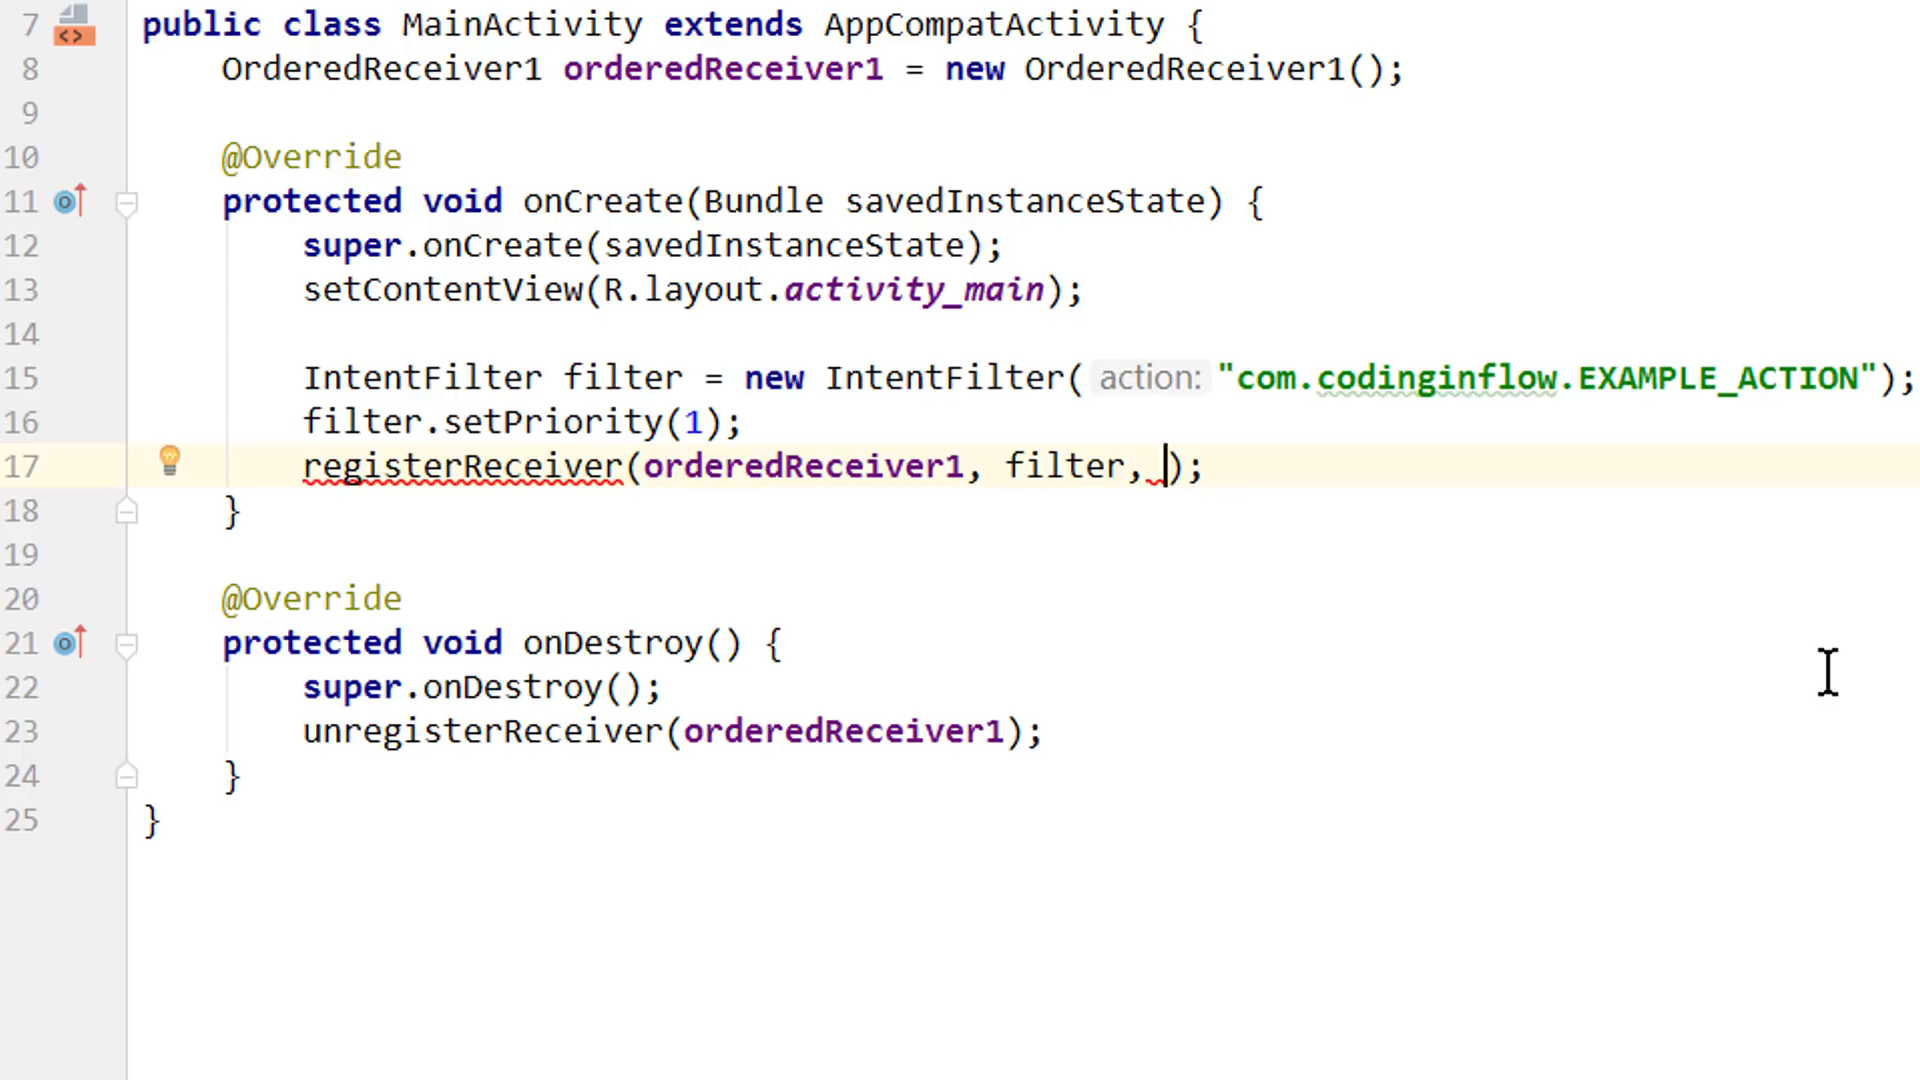 7 public class MainActivity extends AppCompatActivity {
8 OrderedReceiver1 orderedReceiver1 = new OrderedReceiver1();
9
10 @Override
11 protected void onCreate(Bundle savedInstanceState) {
12 super.onCreate(savedInstanceState);
13 setContentView(R.layout.activity_main);
14
15 IntentFilter filter = new IntentFilter( action: "com.codinginflow.EXAMPLE_ACTION");
16 filter.setPriority(1);
17 registerReceiver(orderedReceiver1, filter, );
18 }
19
20 @Override
21 protected void onDestroy() {
22 super.onDestroy();
23 unregisterReceiver(orderedReceiver1);
24 }
25 }